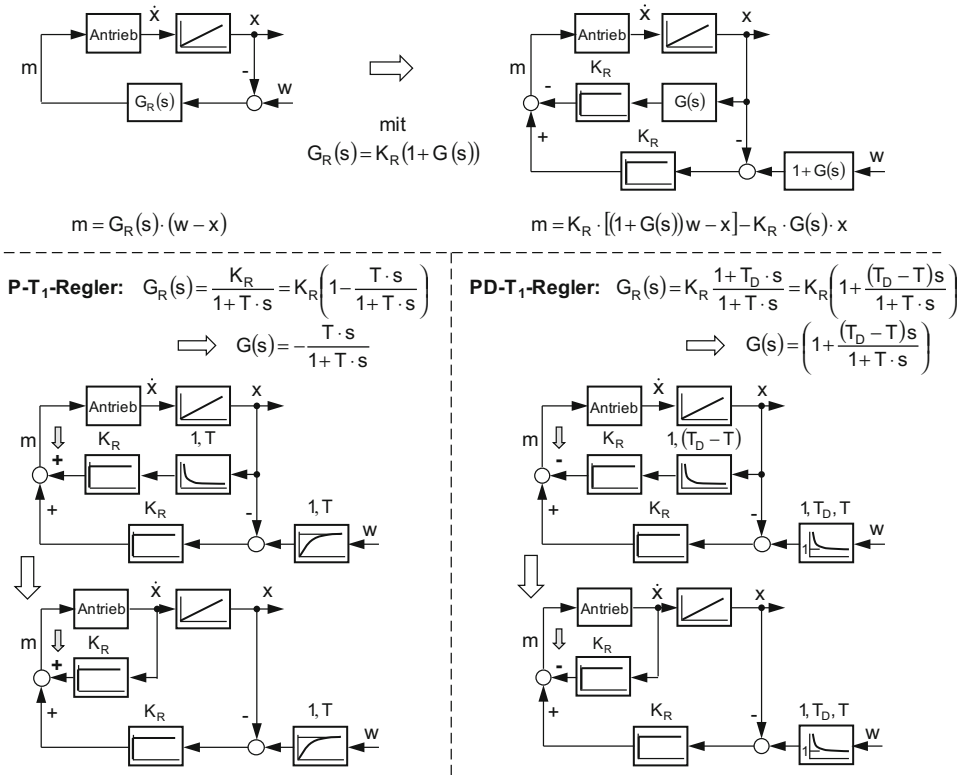 ẋ
x
Antrieb
m
-
w
G_R(s)
mit
G_R(s) = K_R(1 + G(s))
m = G_R(s) · (w − x)
ẋ
x
Antrieb
m
K_R
-
G(s)
+
K_R
-
w
1 + G(s)
m = K_R · [(1 + G(s))w − x] − K_R · G(s) · x
P-T₁-Regler: G_R(s) = K_R / (1 + T · s) = K_R(1 − T · s / (1 + T · s))
G(s) = − T · s / (1 + T · s)
ẋ
x
Antrieb
m
K_R
1, T
+
+
K_R
-
1, T
w
ẋ
x
Antrieb
m
K_R
+
+
K_R
-
1, T
w
PD-T₁-Regler: G_R(s) = K_R (1 + T_D · s) / (1 + T · s) = K_R(1 + (T_D − T)s / (1 + T · s))
G(s) = (1 + (T_D − T)s / (1 + T · s))
ẋ
x
Antrieb
m
K_R
1, (T_D − T)
-
+
K_R
-
1, T_D, T
1
w
ẋ
x
Antrieb
m
K_R
-
+
K_R
-
1, T_D, T
1
w